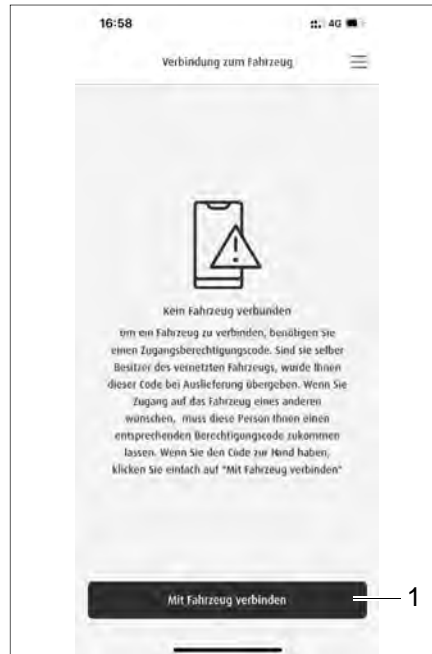 16:58 4G
Verbindung zum Fahrzeug
Kein Fahrzeug verbunden
Um ein Fahrzeug zu verbinden, benötigen Sie
einen Zugangsberechtigungscode. Sind sie selber
Besitzer des vernetzten Fahrzeugs, wurde Ihnen
dieser Code bei Auslieferung übergeben. Wenn Sie
Zugang auf das Fahrzeug eines anderen
wünschen, muss diese Person Ihnen einen
entsprechenden Berechtigungscode zukommen
lassen. Wenn Sie den Code zur Hand haben,
klicken Sie einfach auf "Mit Fahrzeug verbinden"
Mit Fahrzeug verbinden 1